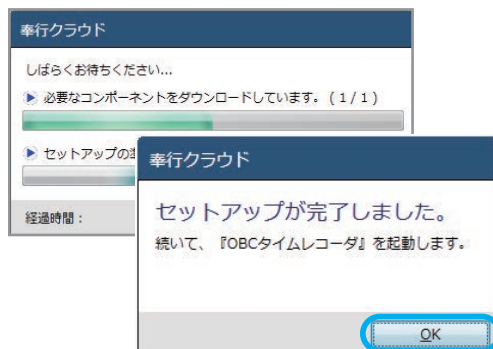 奉行クラウド
しばらくお待ちください...
必要なコンポーネントをダウンロードしています。(1/1)
セットアップの
経過時間：
奉行クラウド
セットアップが完了しました。
続いて、『OBCタイムレコーダ』を起動します。
OK